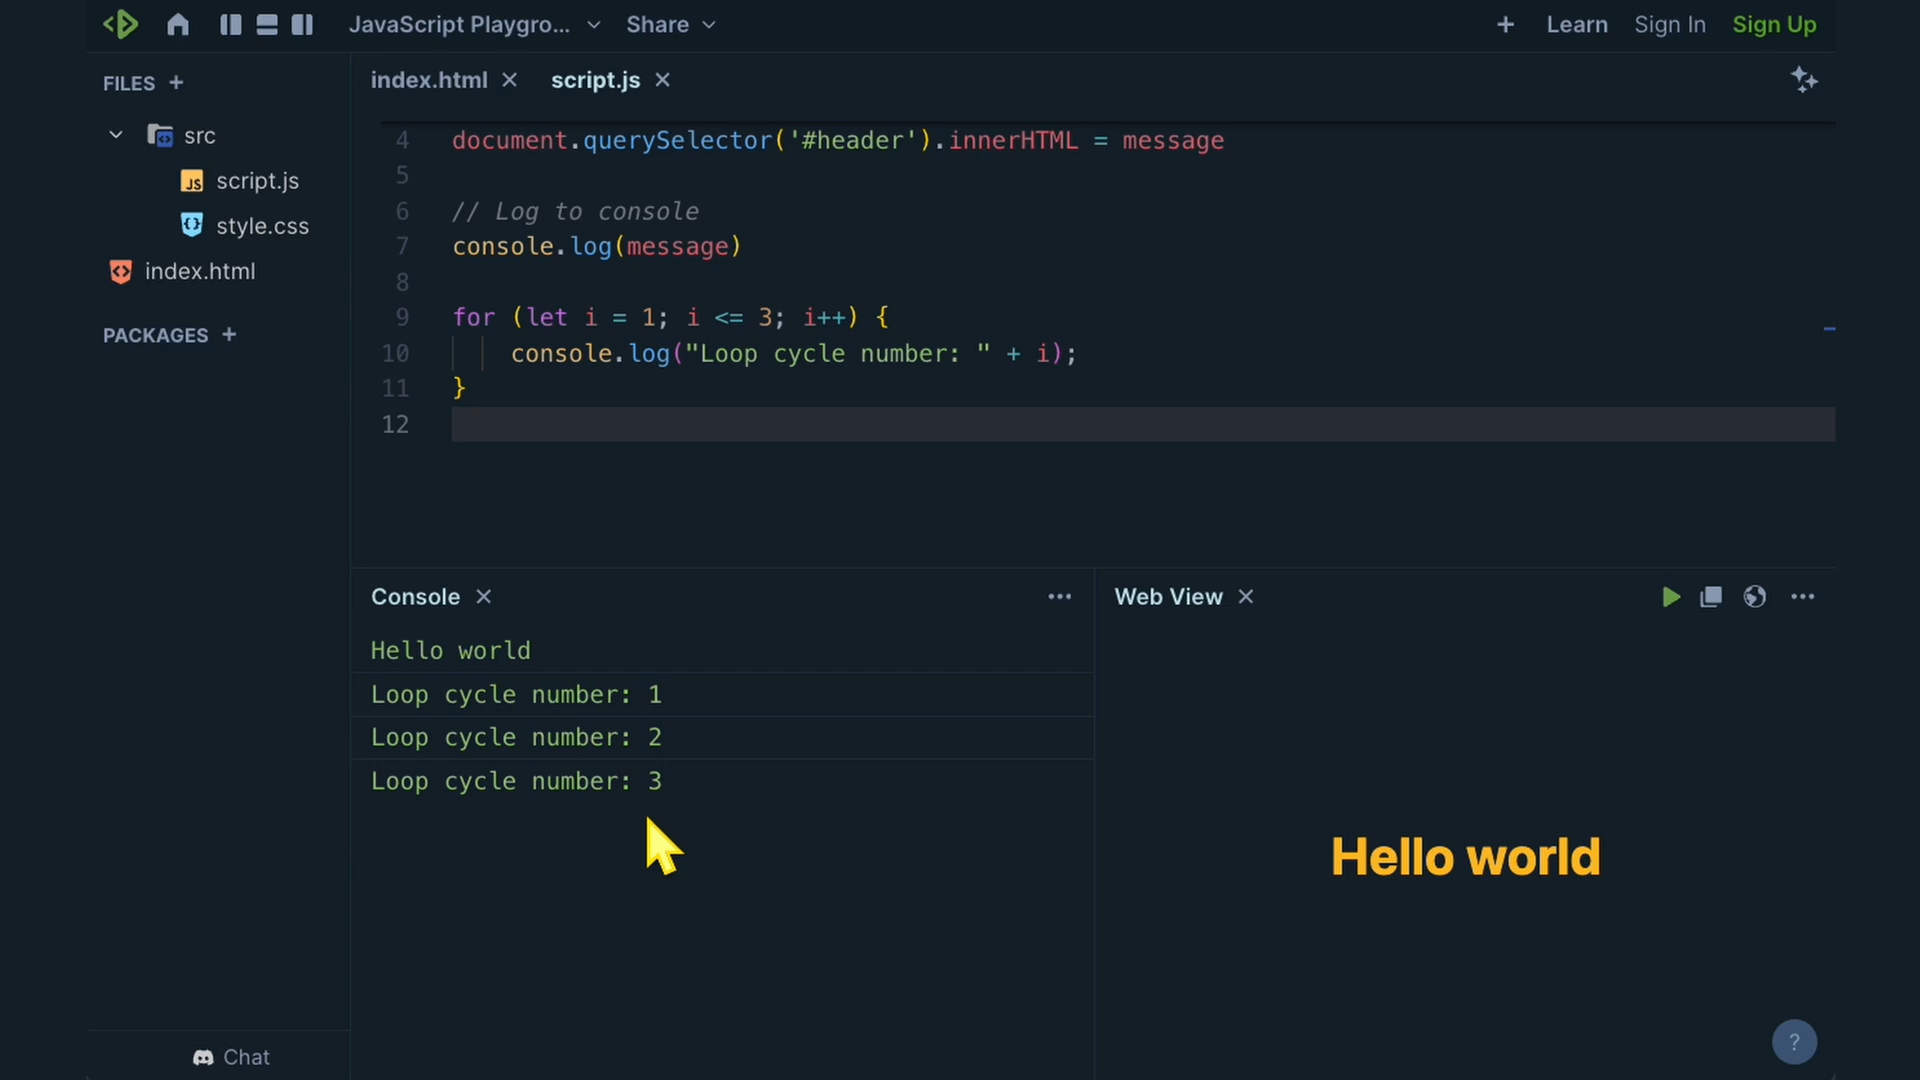 JavaScript Playgro... Share + Learn Sign In Sign Up
FILES +
src
script.js
style.css
index.html
PACKAGES +
index.html × script.js ×
4 document.querySelector('#header').innerHTML = message
5
6 // Log to console
7 console.log(message)
8
9 for (let i = 1; i <= 3; i++) {
10 console.log("Loop cycle number: " + i);
11 }
12
Console ×
Hello world
Loop cycle number: 1
Loop cycle number: 2
Loop cycle number: 3
Web View ×
Hello world
Chat
?